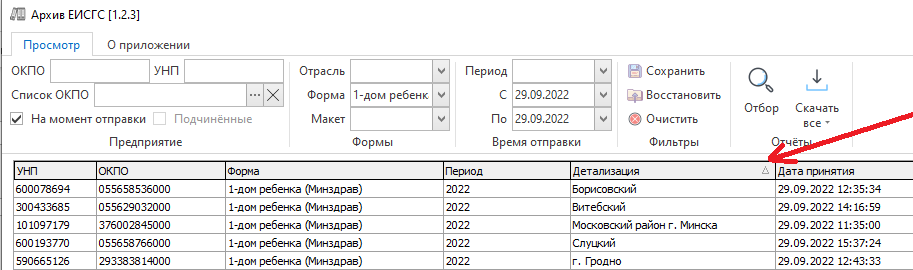 Архив ЕИСГС [1.2.3]
Просмотр О приложении
ОКПО УНП Отрасль Период Сохранить
Список ОКПО ... Форма 1-дом ребенк С 29.09.2022 Восстановить Отбор Скачать все
На момент отправки Подчинённые Макет По 29.09.2022 Очистить
Предприятие Формы Время отправки Фильтры Отчёты
УНП ОКПО Форма Период Детализация Дата принятия
600078694 055658536000 1-дом ребенка (Минздрав) 2022 Борисовский 29.09.2022 12:35:34
300433685 055629032000 1-дом ребенка (Минздрав) 2022 Витебский 29.09.2022 14:16:59
101097179 376002845000 1-дом ребенка (Минздрав) 2022 Московский район г. Минска 29.09.2022 11:35:00
600193770 055658766000 1-дом ребенка (Минздрав) 2022 Слуцкий 29.09.2022 15:37:24
590665126 293383814000 1-дом ребенка (Минздрав) 2022 г. Гродно 29.09.2022 12:43:33